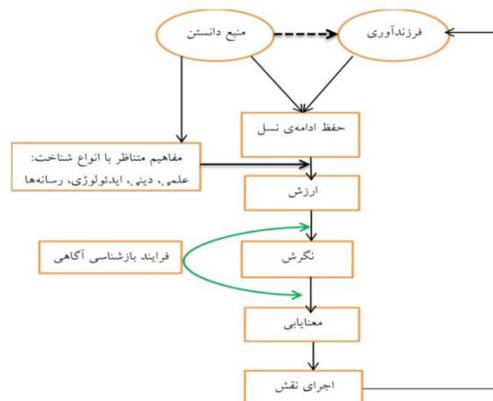 فرزندآوری
منبع دانستن
حفظ ادامه‌ی نسل
مفاهیم متناظر با انواع شناخت:
علمی، دینی، ایدئولوژی، رسانه‌ها
ارزش
نگرش
فرایند بازشناسی آگاهی
معنایابی
اجرای نقش